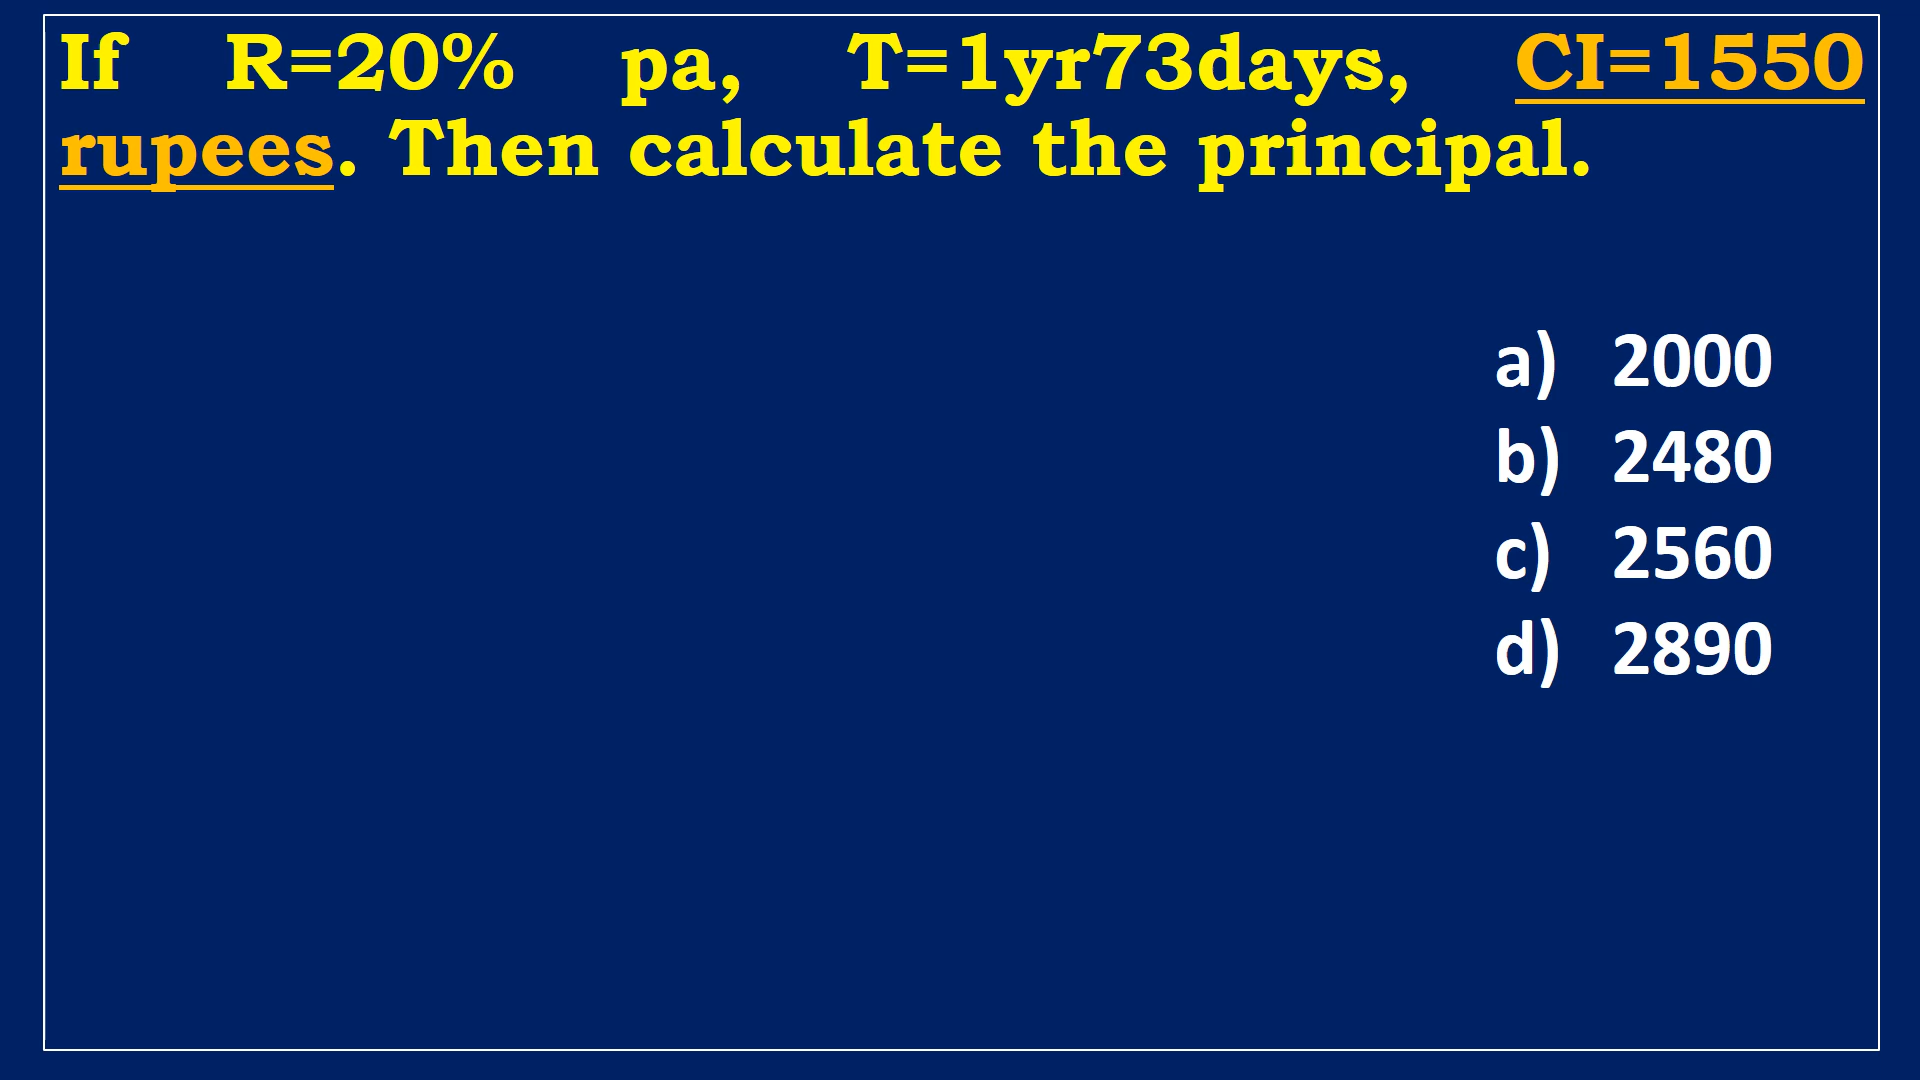 If R=20% pa, T=1yr73days, CI=1550
rupees. Then calculate the principal.
a) 2000
b) 2480
c) 2560
d) 2890